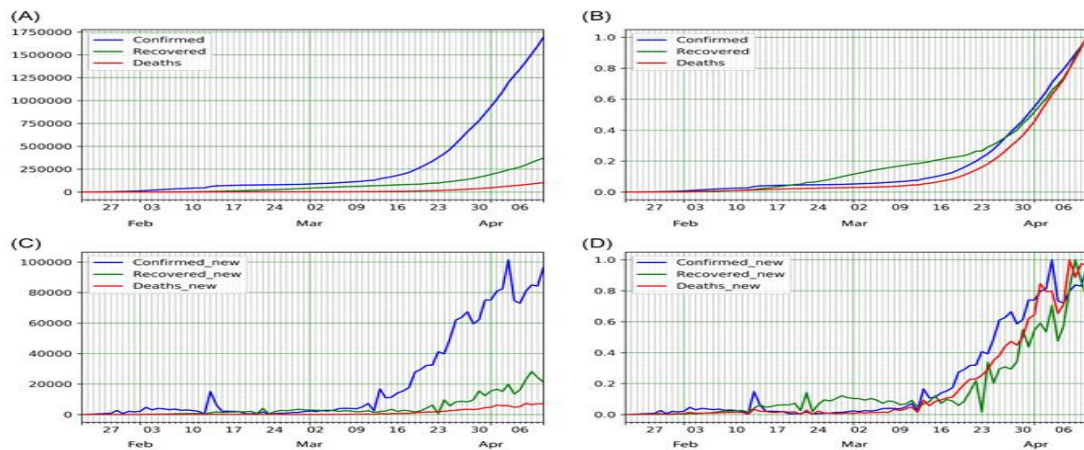 (A)
1750000
1500000
1250000
1000000
750000
500000
250000
0
Confirmed
Recovered
Deaths
27 03 10 17 24 02 09 16 23 30 06
Feb Mar Apr
(B)
1.0
0.8
0.6
0.4
0.2
0.0
Confirmed
Recovered
Deaths
27 03 10 17 24 02 09 16 23 30 06
Feb Mar Apr
(C)
100000
80000
60000
40000
20000
0
Confirmed_new
Recovered_new
Deaths_new
27 03 10 17 24 02 09 16 23 30 06
Feb Mar Apr
(D)
1.0
0.8
0.6
0.4
0.2
0.0
Confirmed_new
Recovered_new
Deaths_new
27 03 10 17 24 02 09 16 23 30 06
Feb Mar Apr